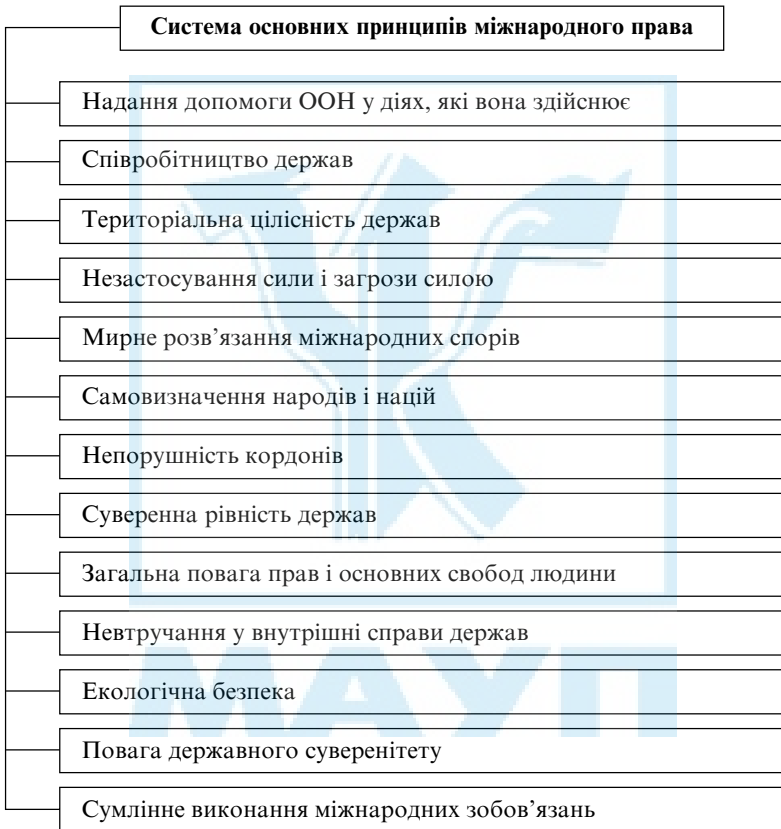 Система основних принципів міжнародного права
Надання допомоги ООН у діях, які вона здійснює
Співробітництво держав
Територіальна цілісність держав
Незастосування сили і загрози силою
Мирне розв'язання міжнародних спорів
Самовизначення народів і націй
Непорушність кордонів
Суверенна рівність держав
Загальна повага прав і основних свобод людини
Невтручання у внутрішні справи держав
МАУП
Екологічна безпека
Повага державного суверенітету
Сумлінне виконання міжнародних зобов'язань